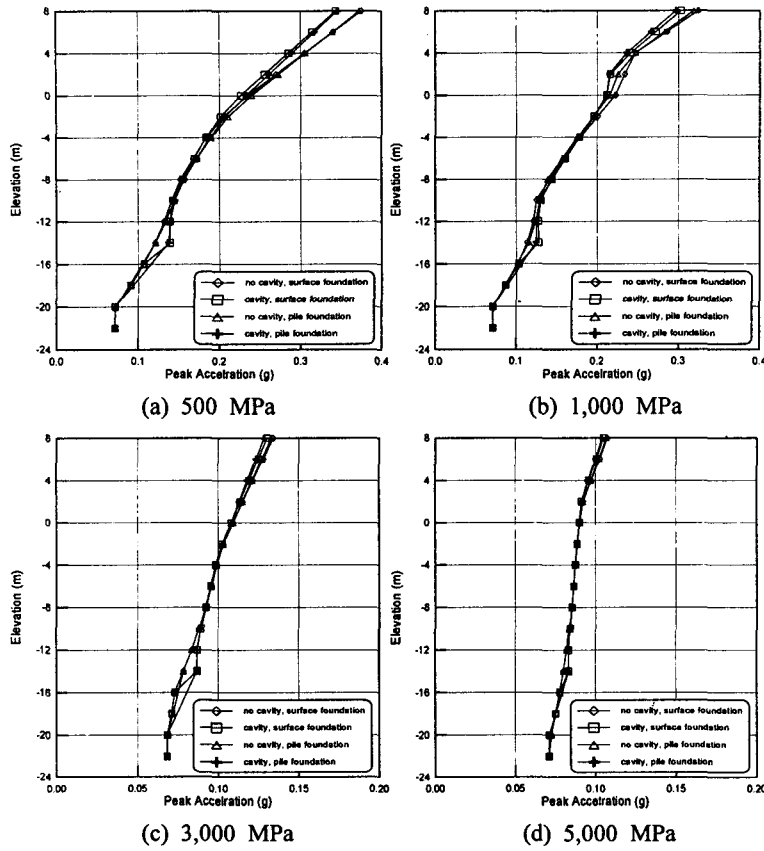 8
4
0
-4
-8
-12
-16
-20
-24
Elevation (m)
no cavity, surface foundation
cavity, surface foundation
no cavity, pile foundation
cavity, pile foundation
0.0 0.1 0.2 0.3 0.4
Peak Accelration (g)
(a) 500 MPa
8
4
0
-4
-8
-12
-16
-20
-24
Elevation (m)
no cavity, surface foundation
cavity, surface foundation
no cavity, pile foundation
cavity, pile foundation
0.0 0.1 0.2 0.3 0.4
Peak Accelration (g)
(b) 1,000 MPa
8
4
0
-4
-8
-12
-16
-20
-24
Elevation (m)
no cavity, surface foundation
cavity, surface foundation
no cavity, pile foundation
cavity, pile foundation
0.00 0.05 0.10 0.15 0.20
Peak Accelration (g)
(c) 3,000 MPa
8
4
0
-4
-8
-12
-16
-20
-24
Elevation (m)
no cavity, surface foundation
cavity, surface foundation
no cavity, pile foundation
cavity, pile foundation
0.00 0.05 0.10 0.15 0.20
Peak Accelration (g)
(d) 5,000 MPa